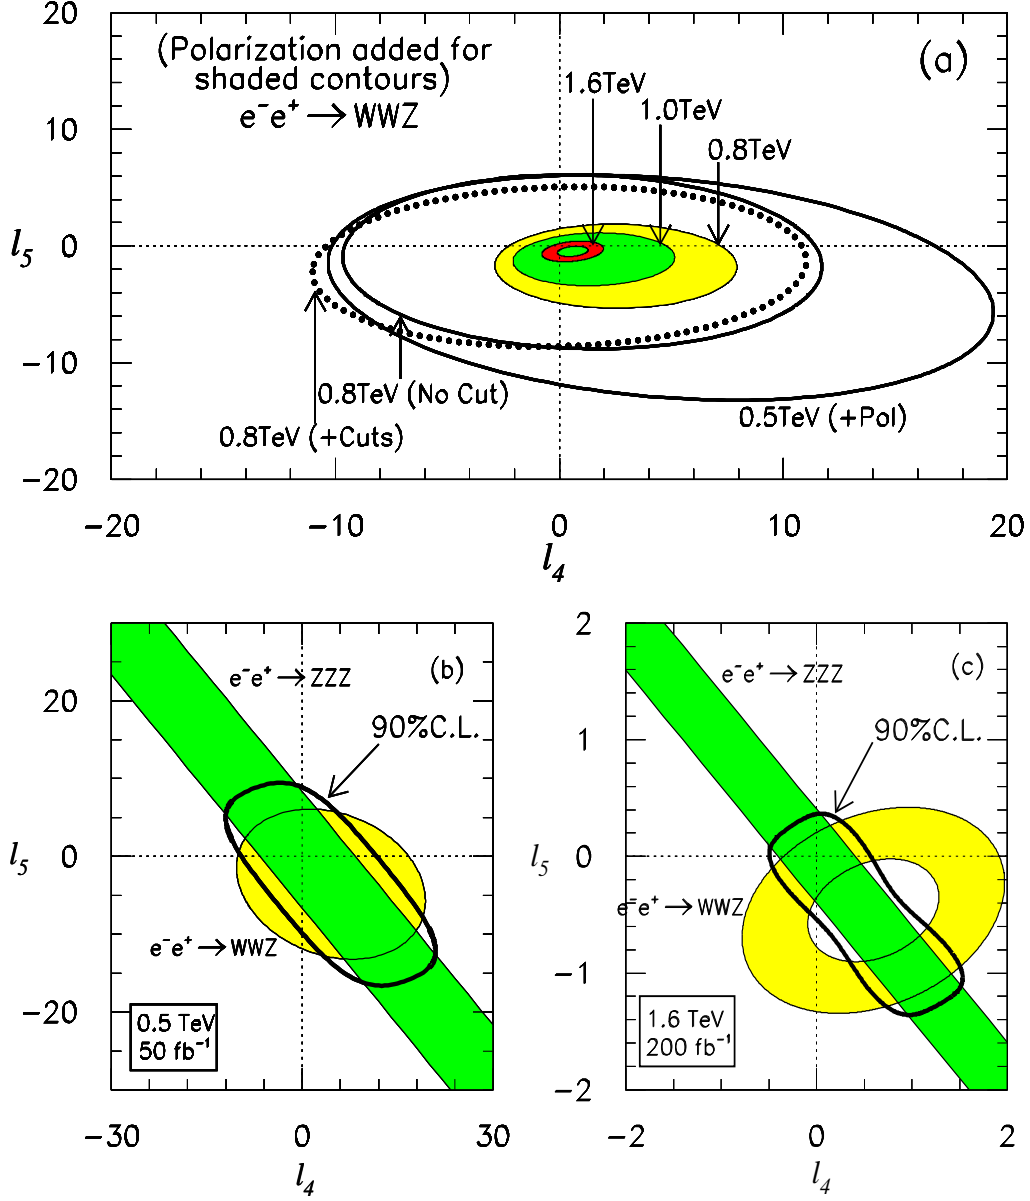 20
(Polarization added for
shaded contours)
e⁻e⁺ → WWZ
(a)
1.6TeV
1.0TeV
0.8TeV
10
l₅
0
−10
0.8TeV (No Cut)
0.8TeV (+Cuts)
0.5TeV (+Pol)
−20
−20
−10
0
10
20
l₄
e⁻e⁺ → ZZZ
(b)
20
90%C.L.
l₅
0
e⁻e⁺ → WWZ
−20
0.5 TeV
50 fb⁻¹
−30
0
30
l₄
2
e⁻e⁺ → ZZZ
(c)
1
90%C.L.
l₅
0
e⁻e⁺ → WWZ
−1
1.6 TeV
200 fb⁻¹
−2
−2
0
2
l₄